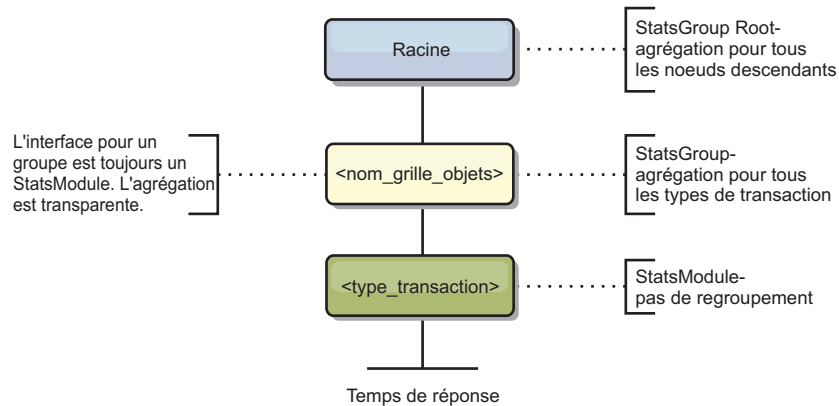 Racine
StatsGroup Root-
agrégation pour tous
les noeuds descendants
L'interface pour un
groupe est toujours un
StatsModule. L'agrégation
est transparente.
<nom_grille_objets>
StatsGroup-
agrégation pour tous
les types de transaction
<type_transaction>
StatsModule-
pas de regroupement
Temps de réponse